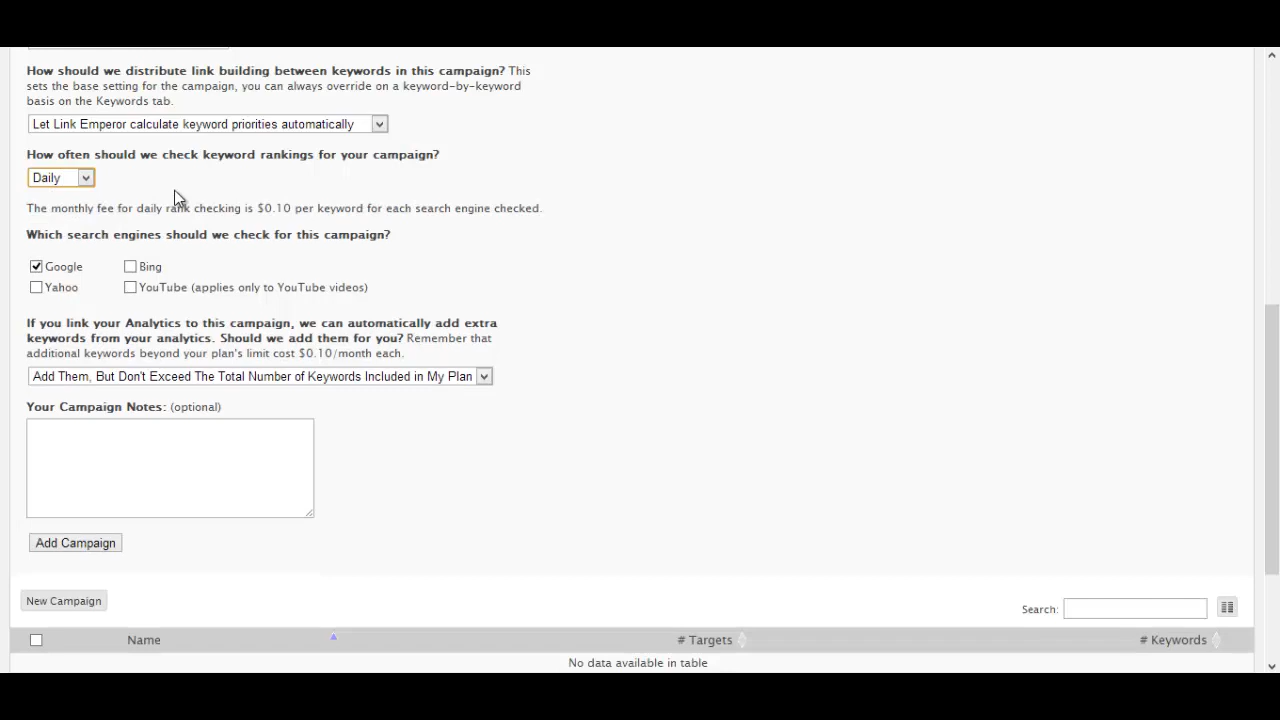 How should we distribute link building between keywords in this campaign? This
sets the base setting for the campaign, you can always override on a keyword-by-keyword
basis on the Keywords tab.
Let Link Emperor calculate keyword priorities automatically
How often should we check keyword rankings for your campaign?
Daily
The monthly fee for daily rank checking is $0.10 per keyword for each search engine checked.
Which search engines should we check for this campaign?
Google Bing
Yahoo YouTube (applies only to YouTube videos)
If you link your Analytics to this campaign, we can automatically add extra
keywords from your analytics. Should we add them for you? Remember that
additional keywords beyond your plan's limit cost $0.10/month each.
Add Them, But Don't Exceed The Total Number of Keywords Included in My Plan
Your Campaign Notes: (optional)
Add Campaign
New Campaign Search:
Name # Targets # Keywords
No data available in table